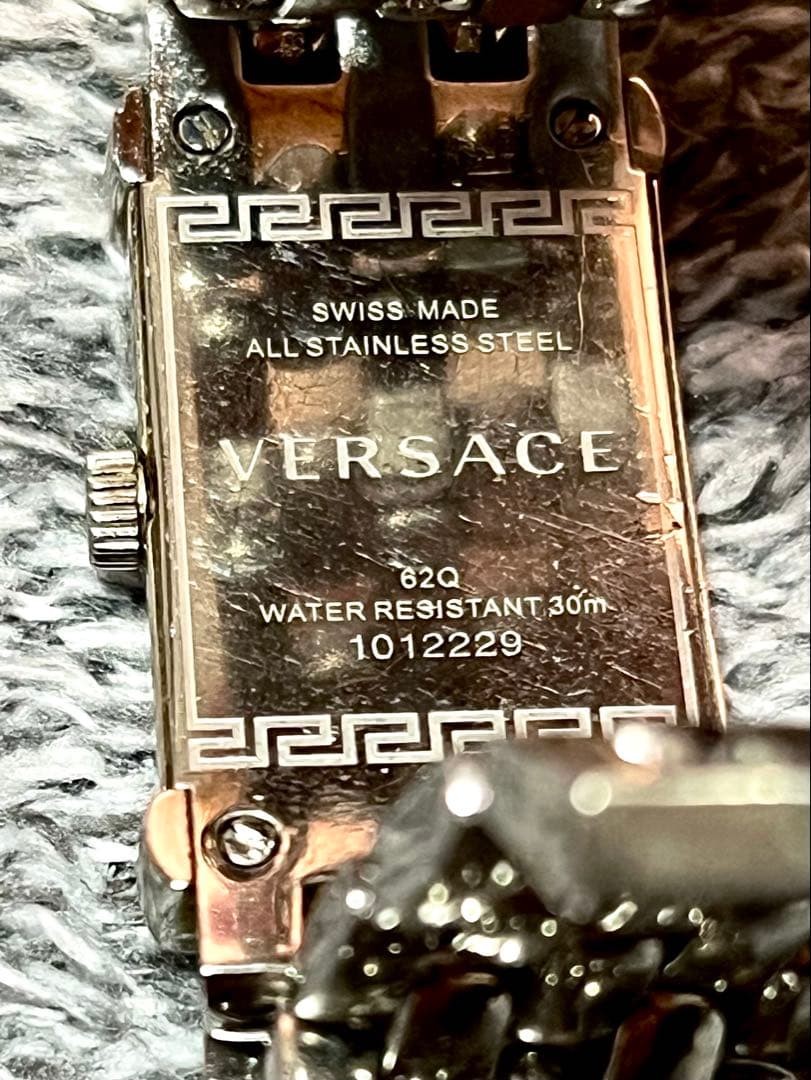 SWISS MADE
ALL STAINLESS STEEL
VERSACE
62Q
WATER RESISTANT 30m
1012229